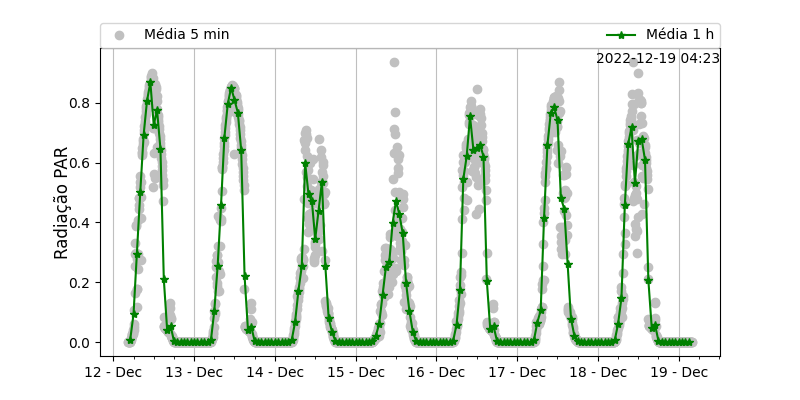 Média 5 min
Média 1 h
2022-12-19 04:23
Radiação PAR
0.8
0.6
0.4
0.2
0.0
12 - Dec
13 - Dec
14 - Dec
15 - Dec
16 - Dec
17 - Dec
18 - Dec
19 - Dec